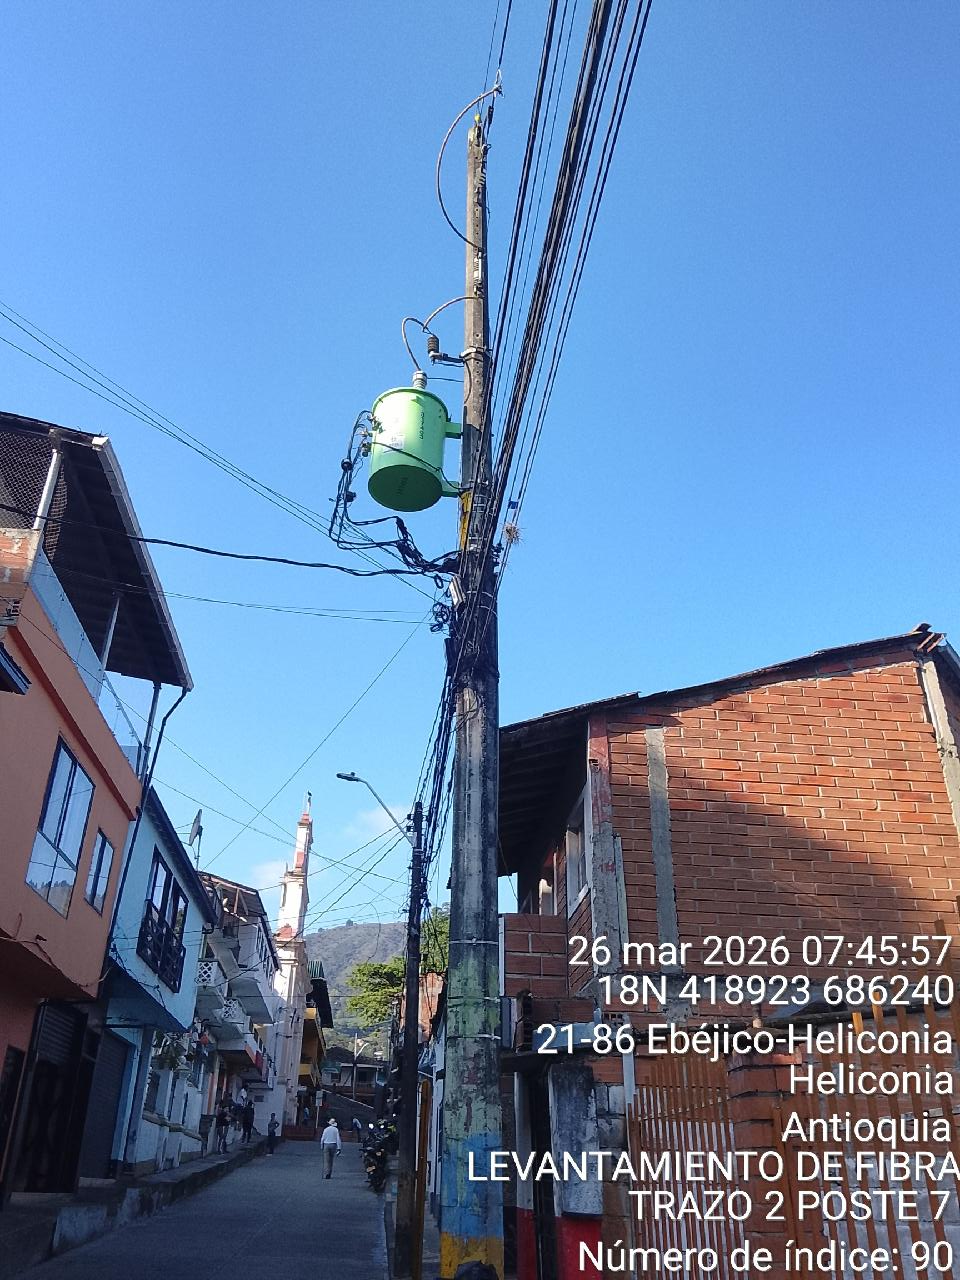 26 mar 2026 07:45:57
18N 418923 686240
21-86 Ebéjico-Heliconia
Heliconia
Antioquia
LEVANTAMIENTO DE FIBRA
TRAZO 2 POSTE 7
Número de índice: 90